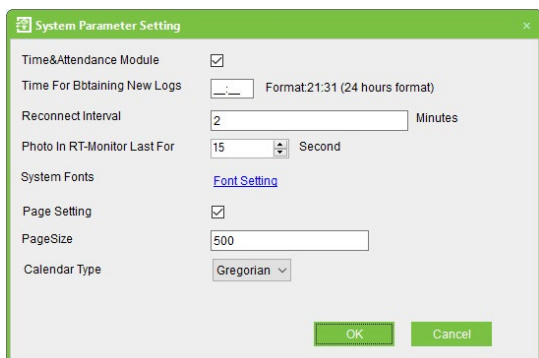 System Parameter Setting
Time&Attendance Module
Time For Bbtaining New Logs __:__ Format:21:31 (24 hours format)
Reconnect Interval 2 Minutes
Photo In RT-Monitor Last For 15 Second
System Fonts Font Setting
Page Setting
PageSize 500
Calendar Type Gregorian
OK Cancel